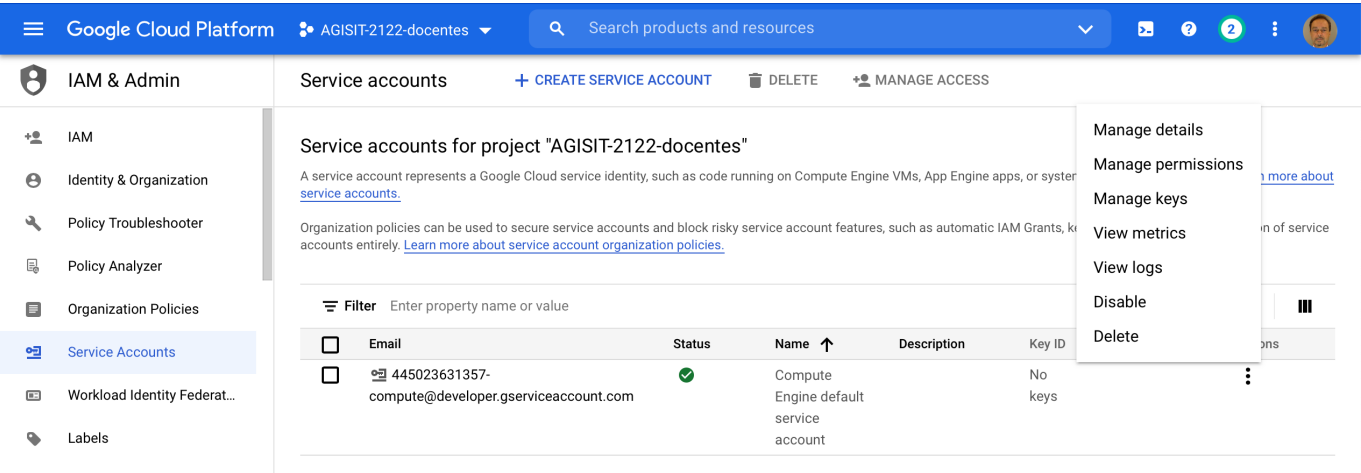 Google Cloud Platform
AGISIT-2122-docentes
Search products and resources
2
IAM & Admin
Service accounts
CREATE SERVICE ACCOUNT
DELETE
MANAGE ACCESS
IAM
Identity & Organization
Policy Troubleshooter
Policy Analyzer
Organization Policies
Service Accounts
Workload Identity Federat...
Labels
Service accounts for project "AGISIT-2122-docentes"
A service account represents a Google Cloud service identity, such as code running on Compute Engine VMs, App Engine apps, or system
more about
service accounts.
Organization policies can be used to secure service accounts and block risky service account features, such as automatic IAM Grants,
of service
accounts entirely. Learn more about service account organization policies.
Manage details
Manage permissions
Manage keys
View metrics
View logs
Disable
Delete
Filter Enter property name or value
Email Status Name Description Key ID
445023631357-
compute@developer.gserviceaccount.com
Compute
Engine default
service
account
No
keys